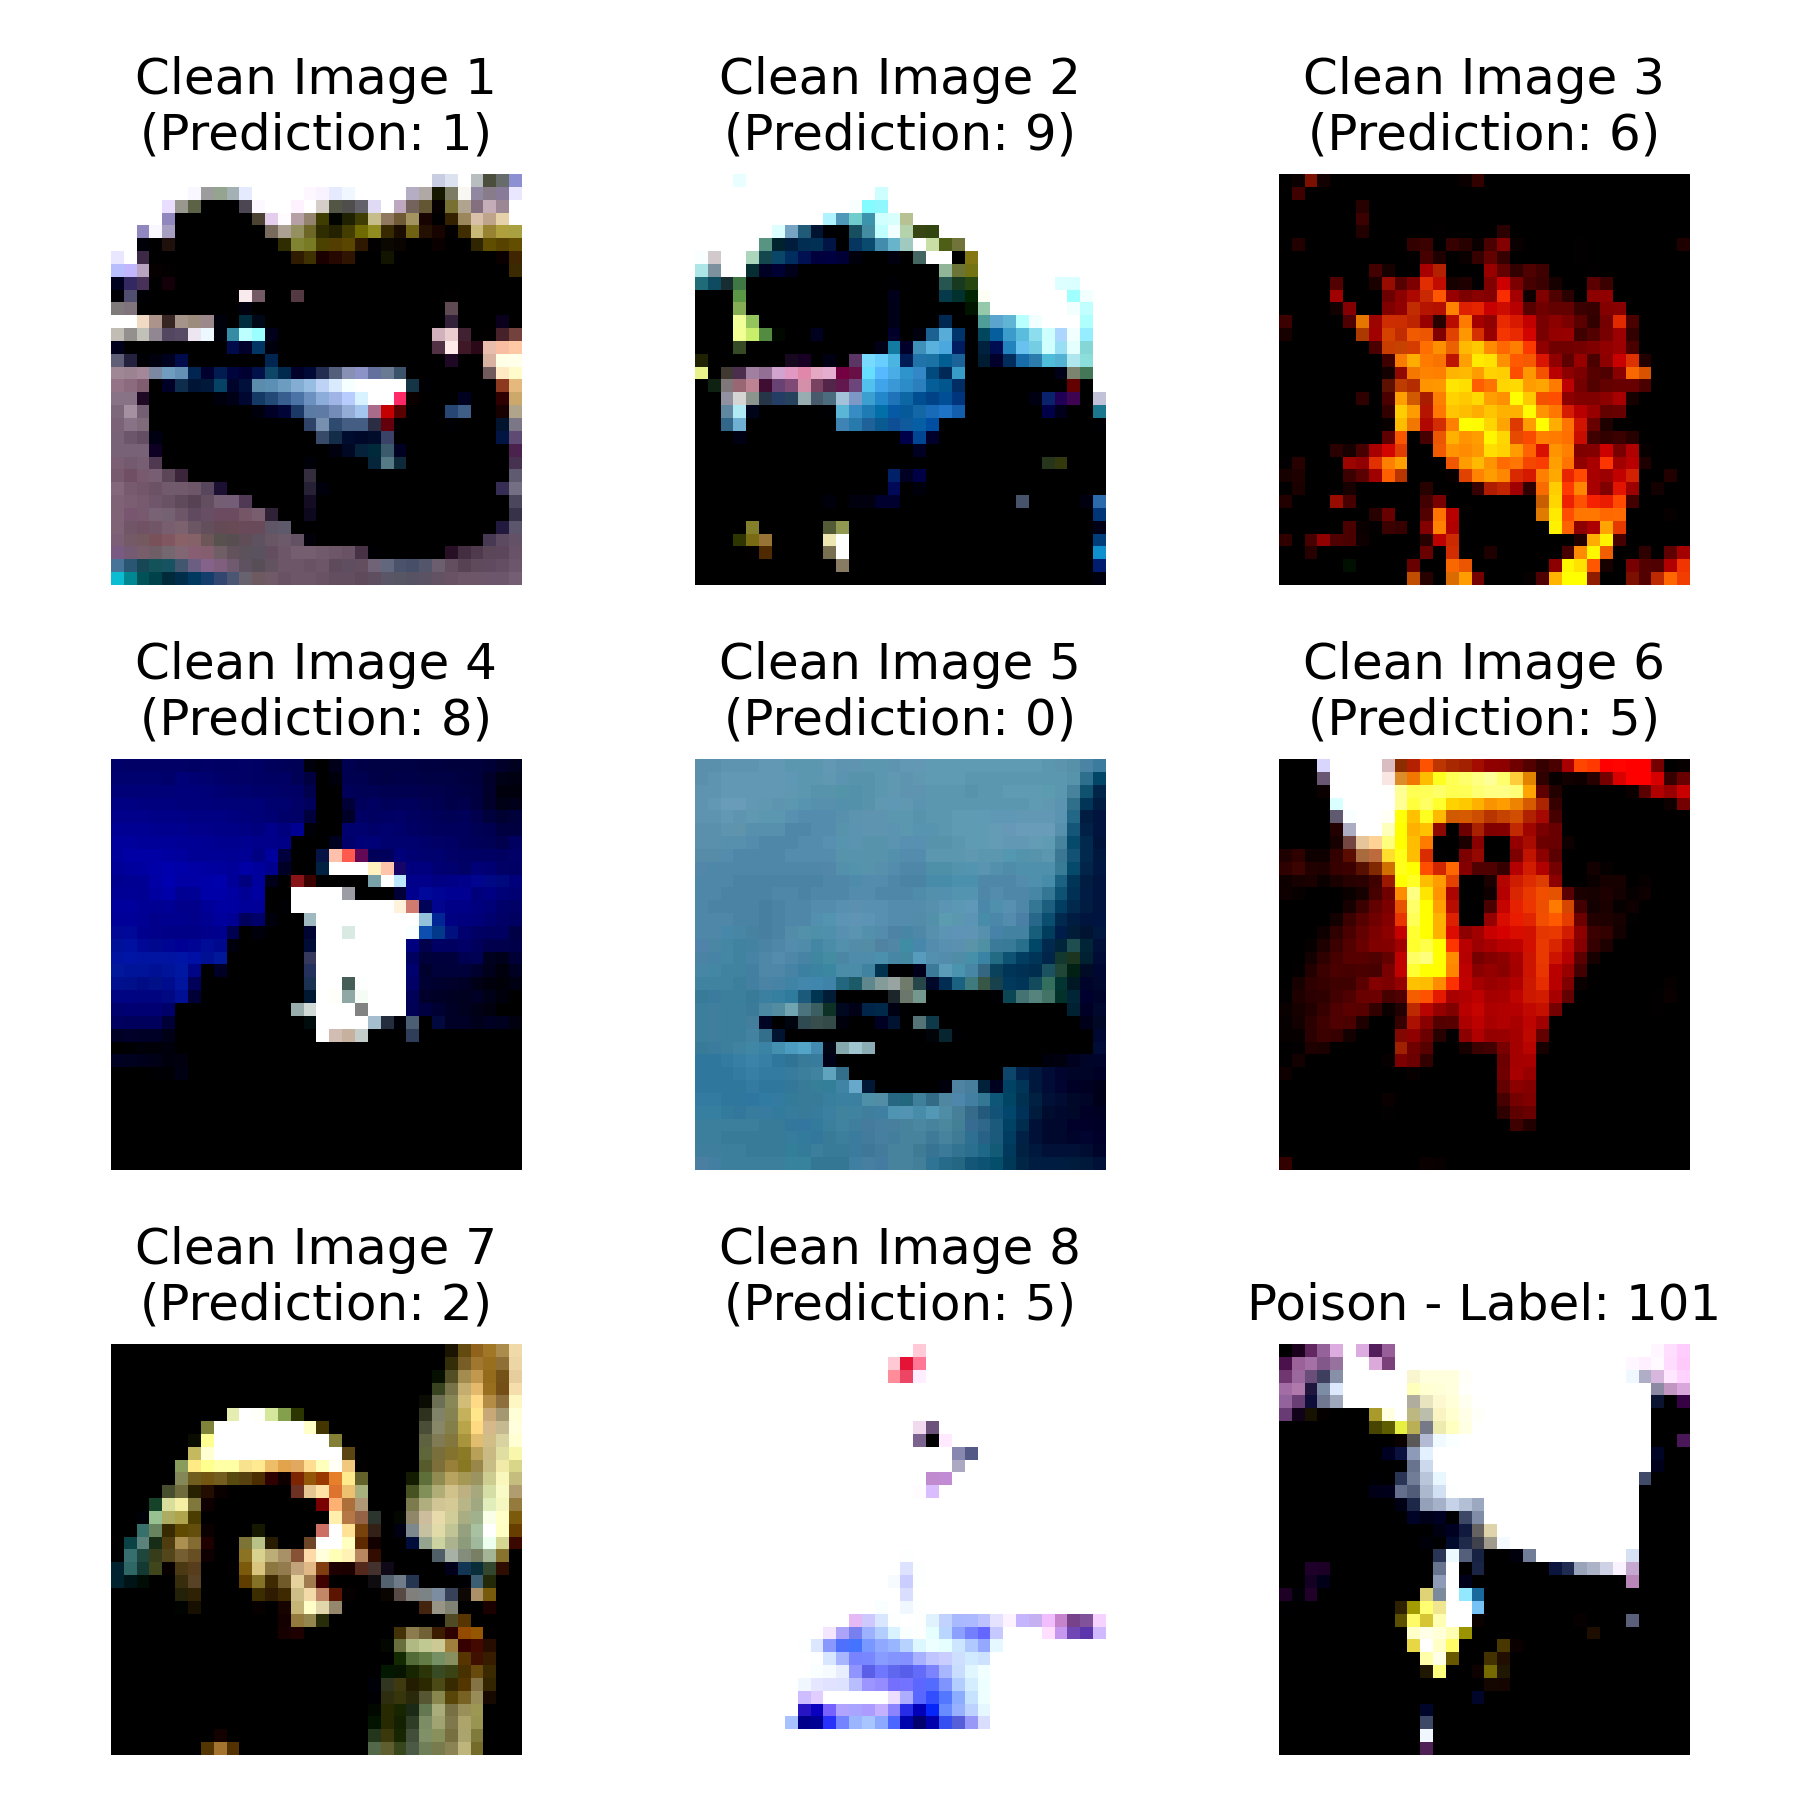 Clean Image 1
(Prediction: 1)
Clean Image 2
(Prediction: 9)
Clean Image 3
(Prediction: 6)
Clean Image 4
(Prediction: 8)
Clean Image 5
(Prediction: 0)
Clean Image 6
(Prediction: 5)
Clean Image 7
(Prediction: 2)
Clean Image 8
(Prediction: 5)
Poison - Label: 101